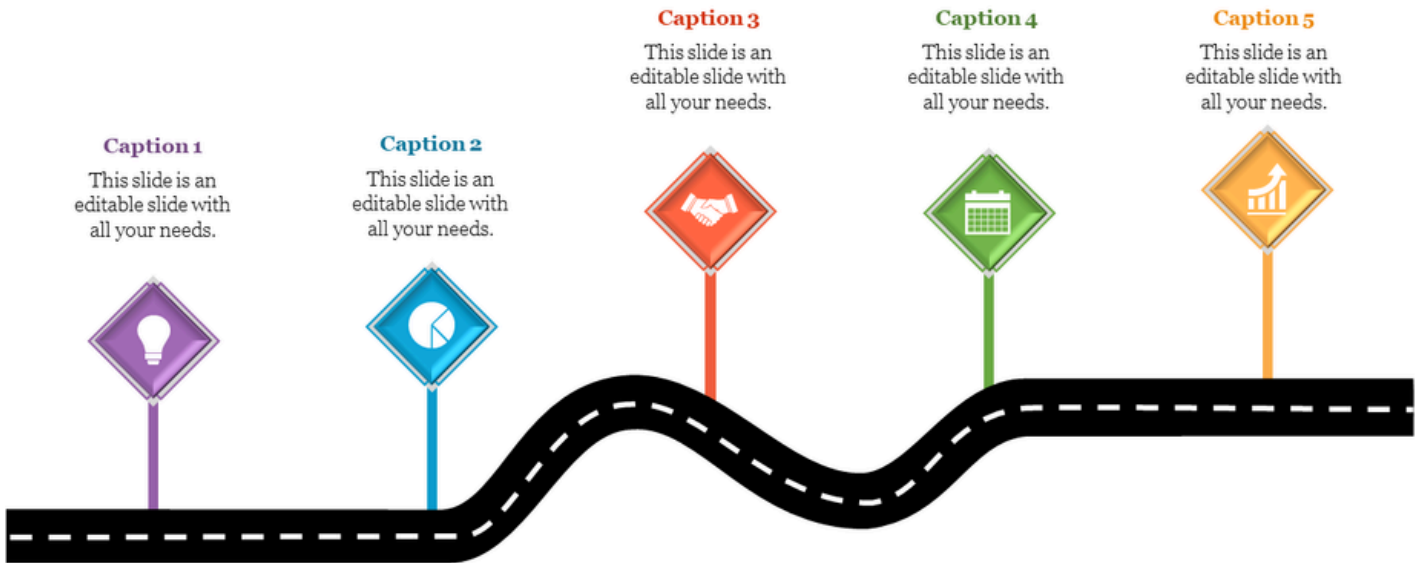 Caption 1
This slide is an
editable slide with
all your needs.
Caption 2
This slide is an
editable slide with
all your needs.
Caption 3
This slide is an
editable slide with
all your needs.
Caption 4
This slide is an
editable slide with
all your needs.
Caption 5
This slide is an
editable slide with
all your needs.